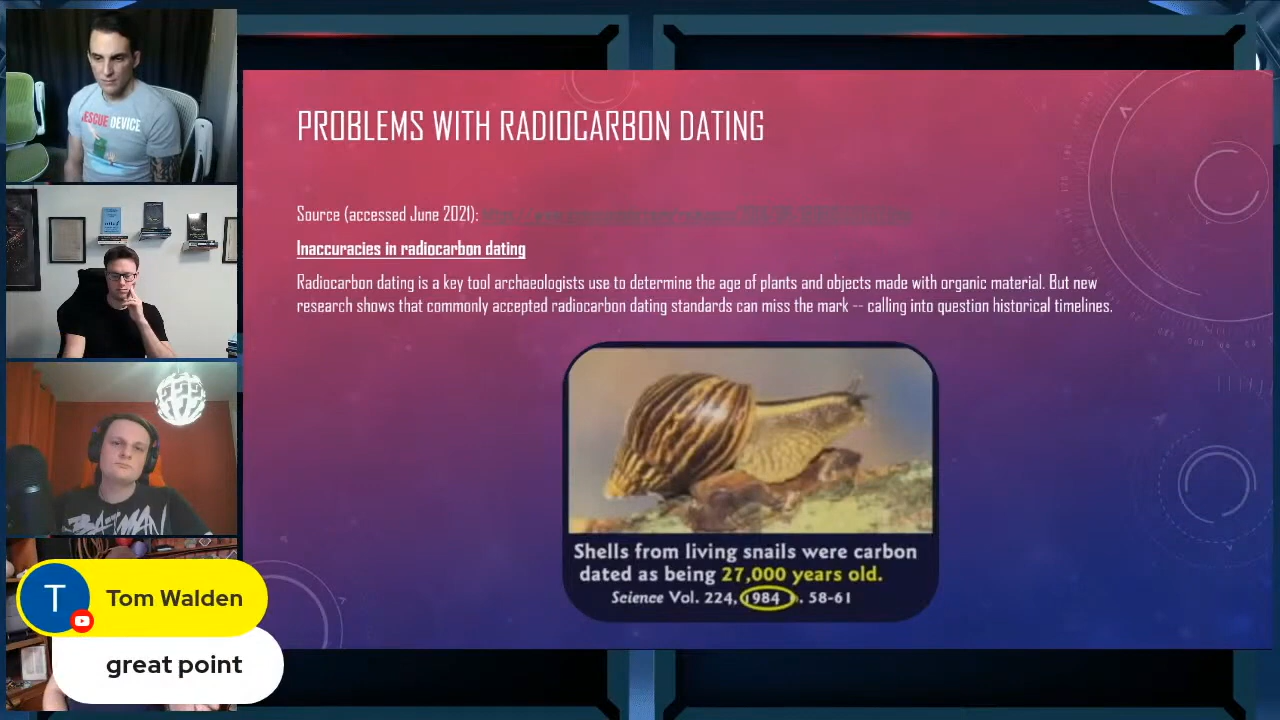 RESCUE DEVICE
PROBLEMS WITH RADIOCARBON DATING
Source (accessed June 2021):
Inaccuracies in radiocarbon dating
Radiocarbon dating is a key tool archaeologists use to determine the age of plants and objects made with organic material. But new
research shows that commonly accepted radiocarbon dating standards can miss the mark -- calling into question historical timelines.
Shells from living snails were carbon
dated as being 27,000 years old.
Science Vol. 224, 1984 . 58-61
BATMAN
T
Tom Walden
great point